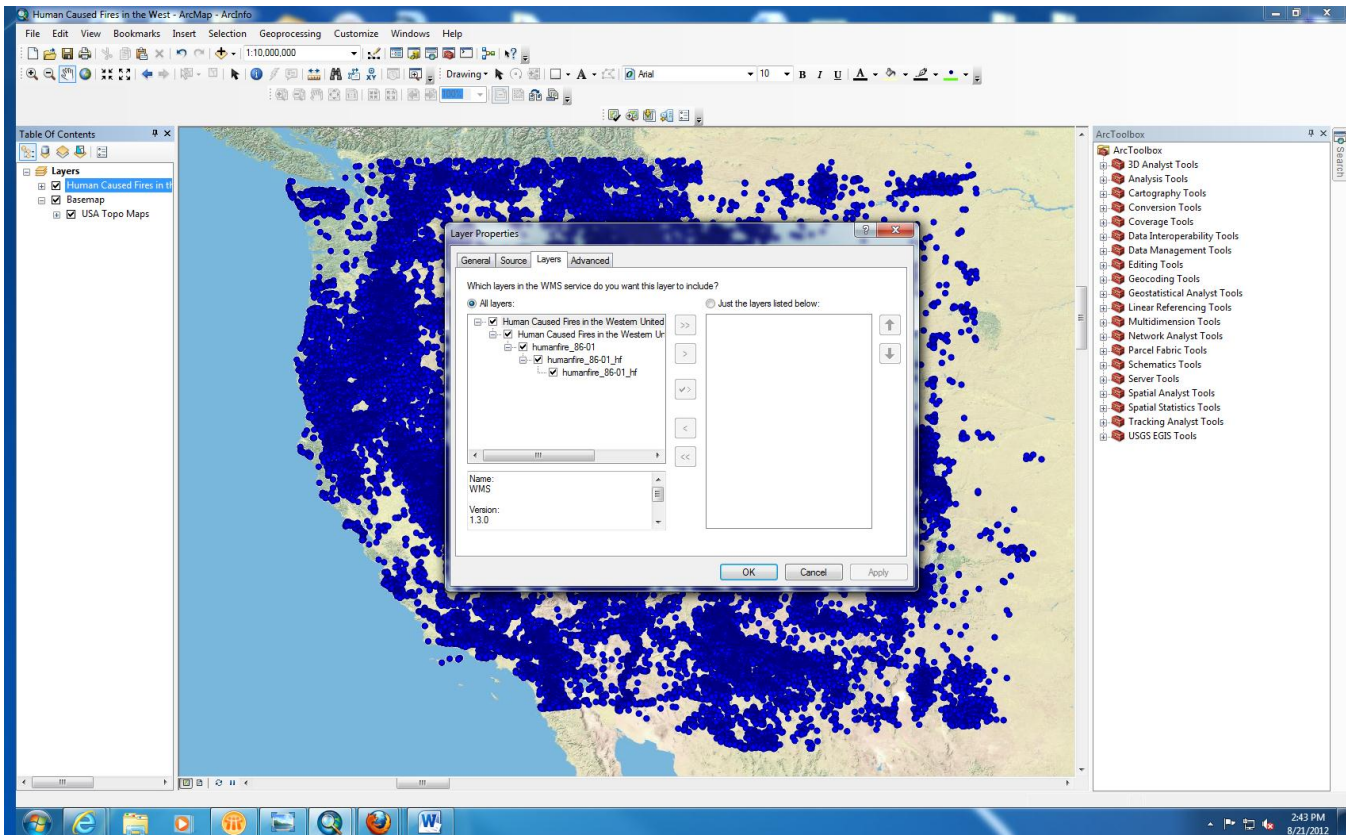 Human Caused Fires in the West - ArcMap - ArcInfo
File Edit View Bookmarks Insert Selection Geoprocessing Customize Windows Help
1:10,000,000
Drawing A Arial 10 B I U A
100%
Table Of Contents
Layers
Human Caused Fires in th
Basemap
USA Topo Maps
Layer Properties
General Source Layers Advanced
Which layers in the WMS service do you want this layer to include?
All layers:
Just the layers listed below:
Human Caused Fires in the Western United
Human Caused Fires in the Western Un
humanfire_86-01
humanfire_86-01_hf
humanfire_86-01_hf
>>
>
>
<
<<
Name:
WMS
Version:
1.3.0
OK Cancel Apply
ArcToolbox
ArcToolbox
3D Analyst Tools
Analysis Tools
Cartography Tools
Conversion Tools
Coverage Tools
Data Interoperability Tools
Data Management Tools
Editing Tools
Geocoding Tools
Geostatistical Analyst Tools
Linear Referencing Tools
Multidimension Tools
Network Analyst Tools
Parcel Fabric Tools
Schematics Tools
Server Tools
Spatial Analyst Tools
Spatial Statistics Tools
Tracking Analyst Tools
USGS EGIS Tools
Search
2:43 PM
8/21/2012